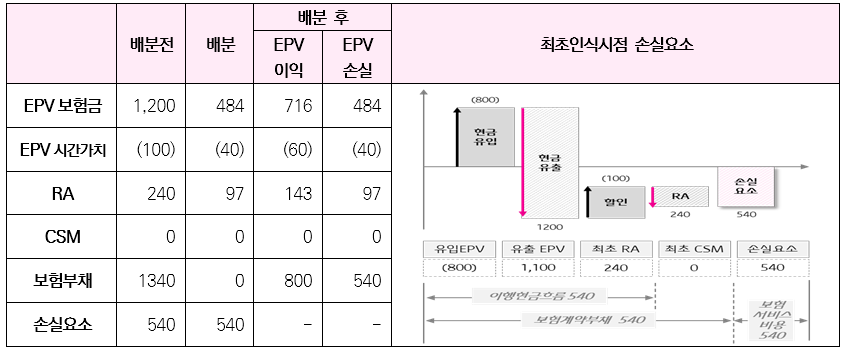 배분전 배분 배분 후 최초인식시점 손실요소
EPV EPV
이익 손실
EPV 보험금 1,200 484 716 484
EPV 시간가치 (100) (40) (60) (40)
RA 240 97 143 97
CSM 0 0 0 0
보험부채 1340 0 800 540
손실요소 540 540 – –
(800)
현금
유입
현금
유출
1200
(100)
할인
RA
240
손실
요소
540
유입EPV 유출 EPV 최초 RA 최초 CSM 손실요소
(800) 1,100 240 0 540
이행현금흐름 540
보험계약부채 540
보험
서비스
비용
540